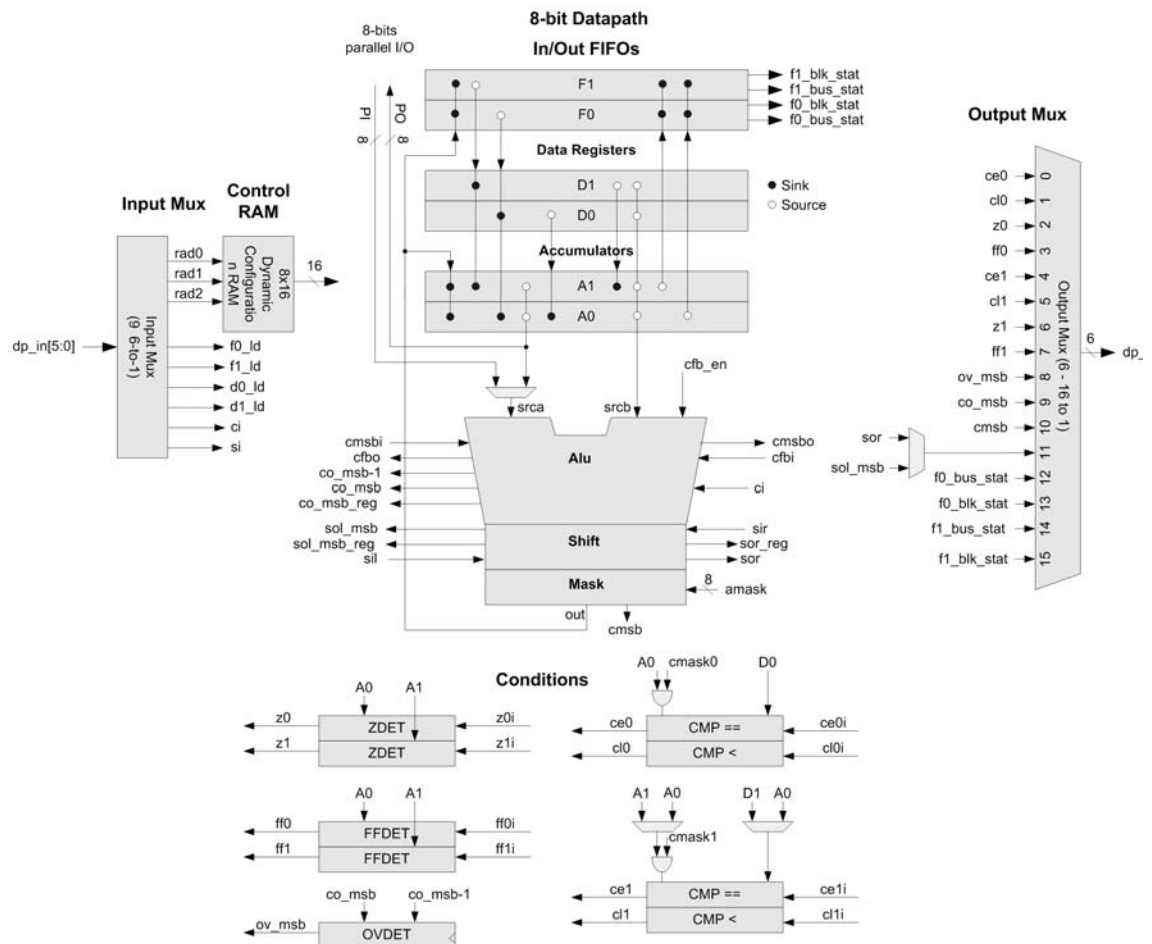 8-bit Datapath
8-bits
parallel I/O
In/Out FIFOs
PI
8
PO
8
F1
F0
f1_blk_stat
f1_bus_stat
f0_blk_stat
f0_bus_stat
Data Registers
D1
D0
Sink
Source
Accumulators
A1
A0
Input Mux
Control
RAM
dp_in[5:0]
Input Mux
(9 6-to-1)
rad0
rad1
rad2
8x16
Dynamic
Configuratio
n RAM
16
f0_ld
f1_ld
d0_ld
d1_ld
ci
si
cfb_en
srca
srcb
Alu
cmsbi
cfbo
co_msb-1
co_msb
co_msb_reg
cmsbo
cfbi
ci
Shift
sol_msb
sol_msb_reg
sil
sir
sor_reg
sor
Mask
8
amask
out
cmsb
Output Mux
ce0
0
cl0
1
z0
2
ff0
3
ce1
4
cl1
5
z1
6
ff1
7
ov_msb
8
co_msb
9
cmsb
10
sor
sol_msb
11
f0_bus_stat
12
f0_blk_stat
13
f1_bus_stat
14
f1_blk_stat
15
Output Mux (6 - 16 to 1)
6
dp_
Conditions
A0
A1
z0
ZDET
z0i
z1
ZDET
z1i
A0
A1
ff0
FFDET
ff0i
ff1
FFDET
ff1i
co_msb
co_msb-1
ov_msb
OVDET
A0
cmask0
D0
ce0
CMP ==
ce0i
cl0
CMP <
cl0i
A1
A0
D1
A0
cmask1
ce1
CMP ==
ce1i
cl1
CMP <
cl1i